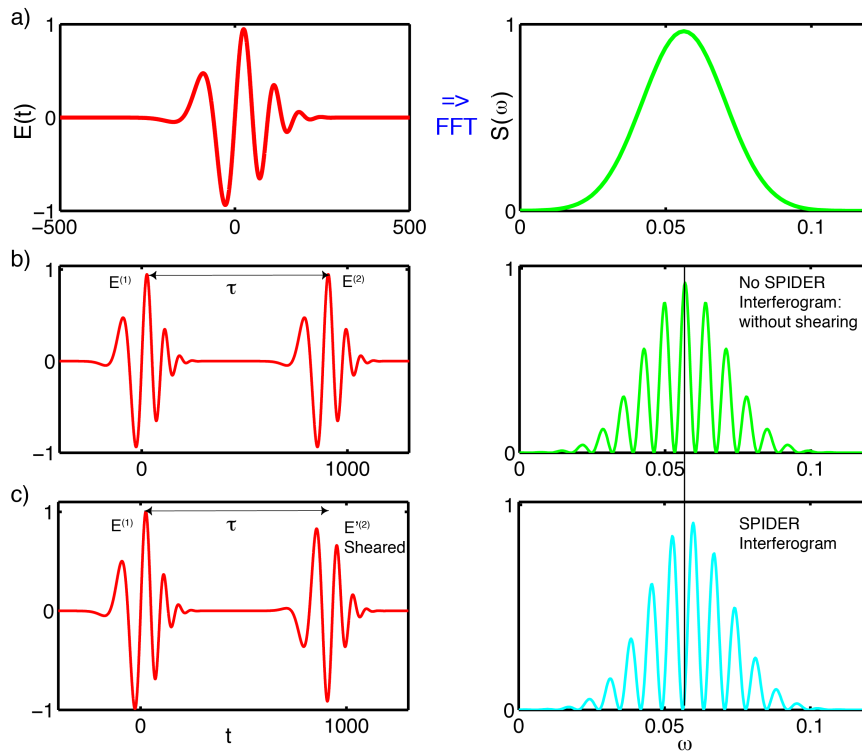 a)
1
0
−1
E(t)
−500
0
500
=>
FFT
1
0
S(ω)
0
0.05
0.1
b)
1
0
−1
E(1)
τ
E(2)
0
1000
1
0
No SPIDER
Interferogram:
without shearing
0
0.05
0.1
c)
1
0
−1
E(1)
τ
E'(2)
Sheared
0
t
1000
1
0
SPIDER
Interferogram
0
0.05
0.1
ω